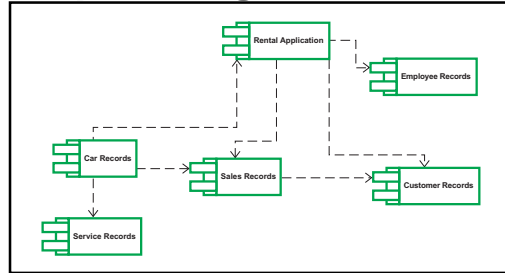 Rental Application
Employee Records
Car Records
Sales Records
Customer Records
Service Records